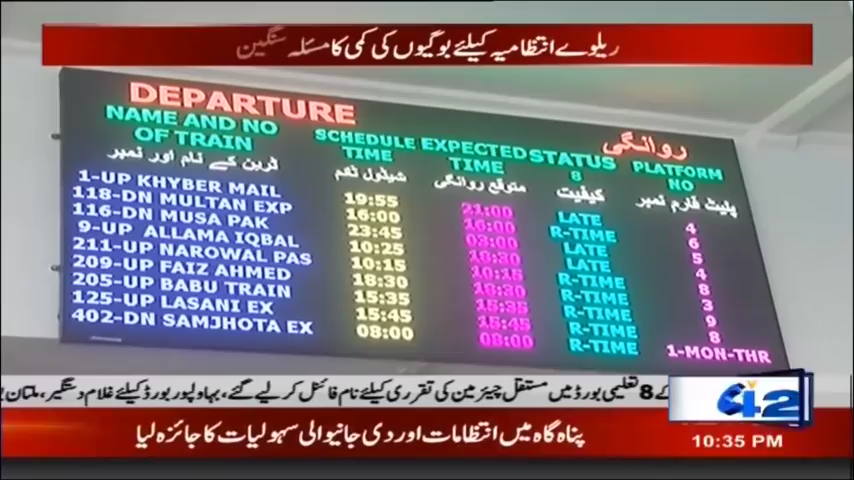 ریلوے انتظامیہ کیلئے بوگیوں کی کمی کا مسئلہ سنگین
DEPARTURE روانگی
NAME AND NO OF TRAIN
ٹرین کے نام اور نمبر
SCHEDULE TIME
شیڈول ٹائم
EXPECTED TIME
متوقع روانگی
STATUS 8
کیفیت
PLATFORM NO
پلیٹ فارم نمبر
1-UP KHYBER MAIL 19:55 21:00 LATE 4
118-DN MULTAN EXP 16:00 16:00 R-TIME 6
116-DN MUSA PAK 23:45 03:00 LATE 5
9-UP ALLAMA IQBAL 10:25 18:30 LATE 4
211-UP NAROWAL PAS 10:15 10:15 R-TIME 8
209-UP FAIZ AHMED 18:30 18:30 R-TIME 3
205-UP BABU TRAIN 15:35 15:35 R-TIME 9
125-UP LASANI EX 15:45 15:45 R-TIME 8
402-DN SAMJHOTA EX 08:00 08:00 R-TIME 1-MON-THR
کے 8 تعلیمی بورڈ میں مستقل چیئرمین کی تقرری کیلئے نام فائنل کر لیے گئے، بہاولپور بورڈ کیلئے غلام دستگیر، ملتان
42
پناہ گاہ میں انتظامات اور دی جانیوالی سہولیات کا جائزہ لیا
10:35 PM